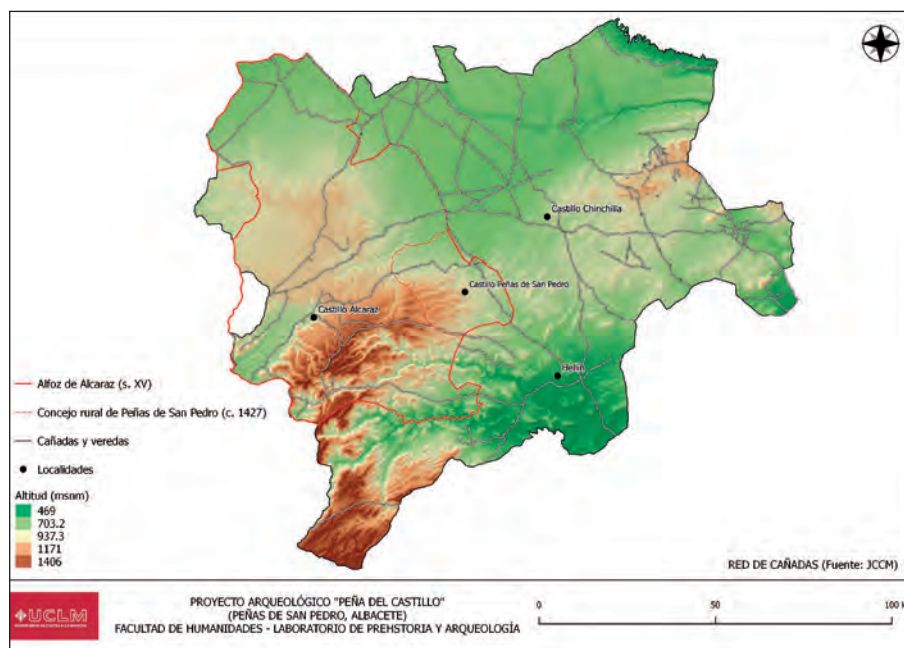 Castillo Chinchilla
Castillo Peñas de San Pedro
Castillo Alcaraz
Hellín
Alfoz de Alcaraz (s. XV)
Concejo rural de Peñas de San Pedro (c. 1427)
Cañadas y veredas
Localidades
Altitud (msnm)
469
703.2
937.3
1171
1406
RED DE CAÑADAS (Fuente: JCCM)
UCLM
PROYECTO ARQUEOLÓGICO "PEÑA DEL CASTILLO"
(PEÑAS DE SAN PEDRO, ALBACETE)
FACULTAD DE HUMANIDADES - LABORATORIO DE PREHSTORIA Y ARQUEOLOGÍA
0 50 100 k